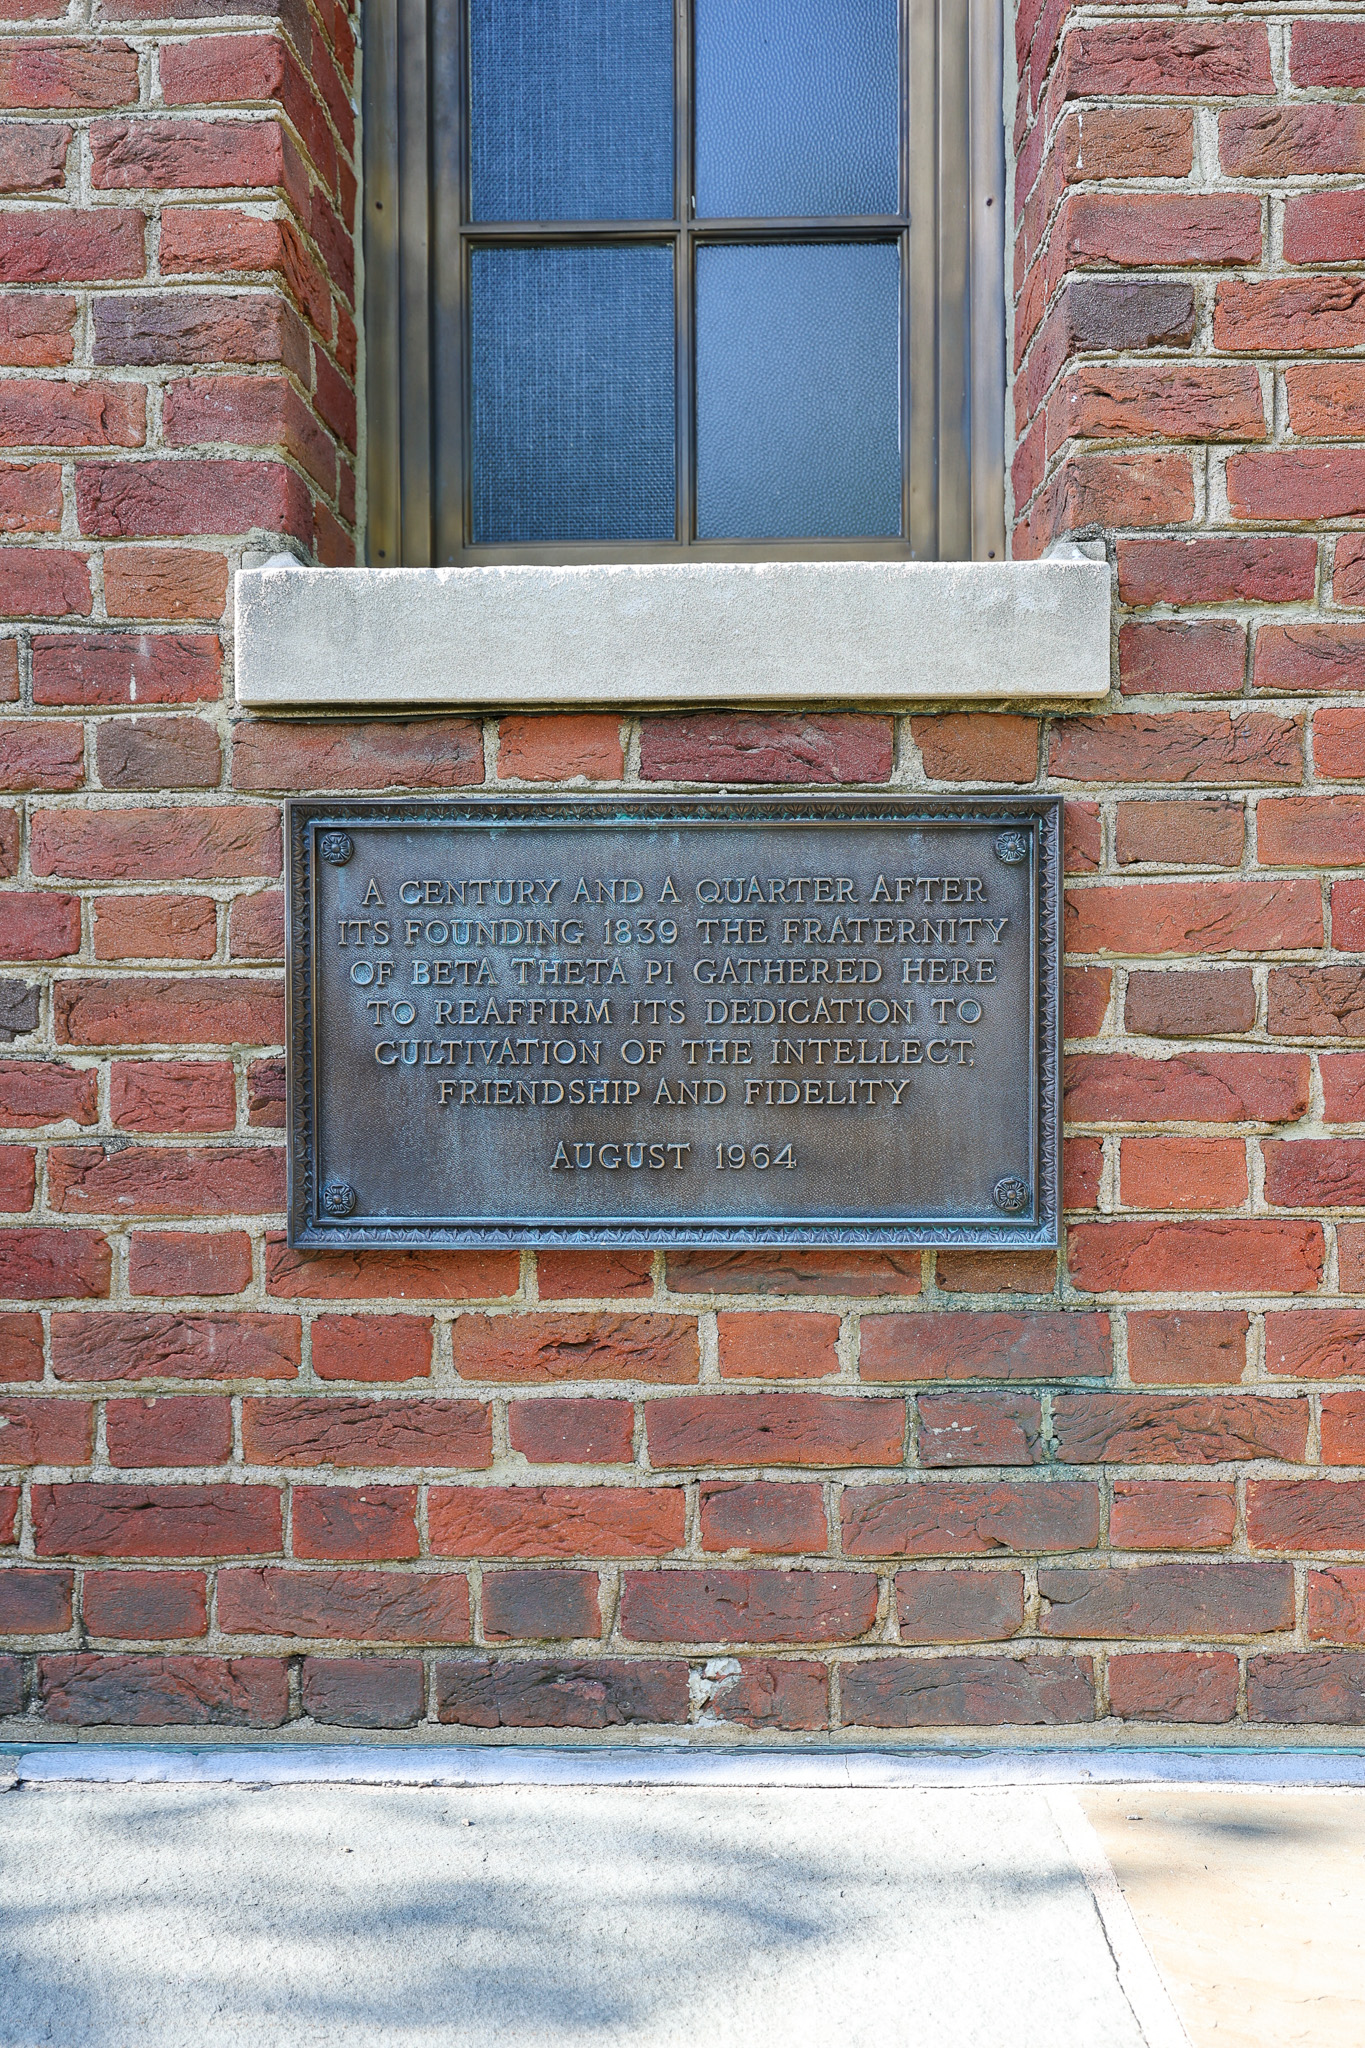 A CENTURY AND A QUARTER AFTER
ITS FOUNDING 1839 THE FRATERNITY
OF BETA THETA PI GATHERED HERE
TO REAFFIRM ITS DEDICATION TO
CULTIVATION OF THE INTELLECT,
FRIENDSHIP AND FIDELITY
AUGUST 1964